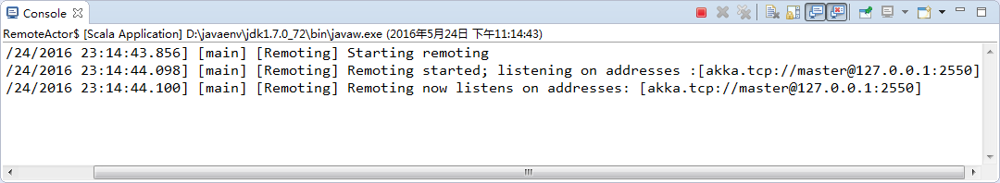 Console
RemoteActor$ [Scala Application] D:\javaenv\jdk1.7.0_72\bin\javaw.exe (2016年5月24日 下午11:14:43)
/24/2016 23:14:43.856] [main] [Remoting] Starting remoting
/24/2016 23:14:44.098] [main] [Remoting] Remoting started; listening on addresses :[akka.tcp://master@127.0.0.1:2550]
/24/2016 23:14:44.100] [main] [Remoting] Remoting now listens on addresses: [akka.tcp://master@127.0.0.1:2550]